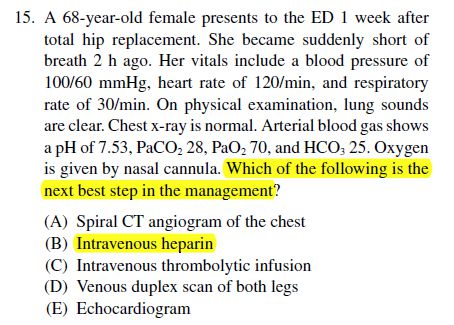 15. A 68-year-old female presents to the ED 1 week after
total hip replacement. She became suddenly short of
breath 2 h ago. Her vitals include a blood pressure of
100/60 mmHg, heart rate of 120/min, and respiratory
rate of 30/min. On physical examination, lung sounds
are clear. Chest x-ray is normal. Arterial blood gas shows
a pH of 7.53, PaCO₂ 28, PaO₂ 70, and HCO₃ 25. Oxygen
is given by nasal cannula. Which of the following is the
next best step in the management?
(A) Spiral CT angiogram of the chest
(B) Intravenous heparin
(C) Intravenous thrombolytic infusion
(D) Venous duplex scan of both legs
(E) Echocardiogram